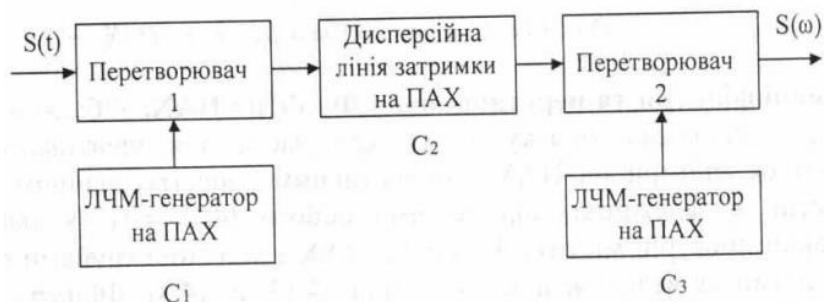 S(t)
Перетворювач
1
Дисперсійна
лінія затримки
на ПАХ
C₂
Перетворювач
2
S(ω)
ЛЧМ-генератор
на ПАХ
C₁
ЛЧМ-генератор
на ПАХ
C₃